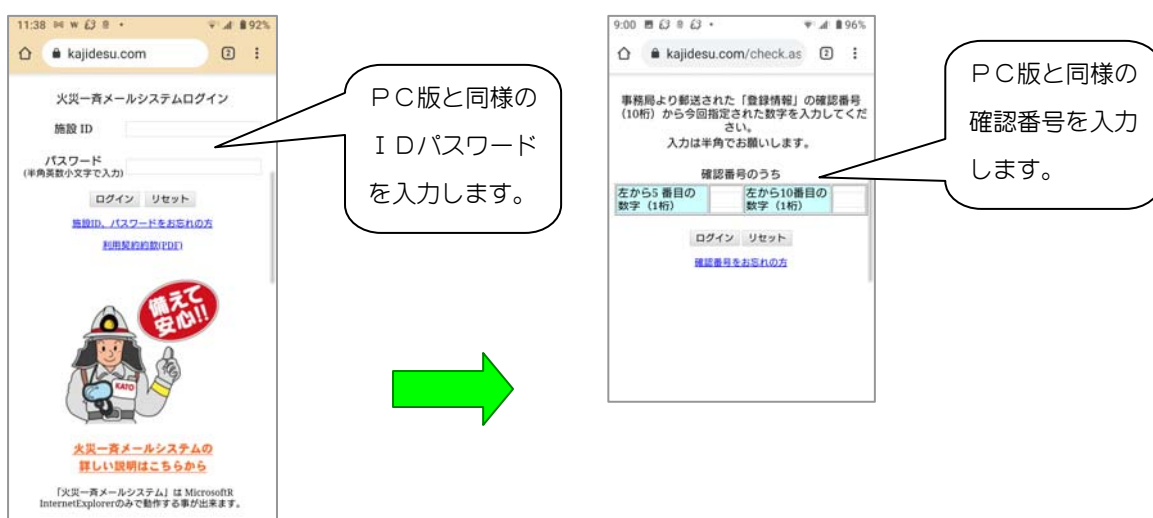 11:38
92%
kajidesu.com
2
火災一斉メールシステムログイン
施設 ID
パスワード
(半角英数小文字で入力)
ログイン リセット
施設ID、パスワードをお忘れの方
利用契約約款(PDF)
備えて
安心!!
KATO
火災一斉メールシステムの
詳しい説明はこちらから
「火災一斉メールシステム」は MicrosoftR
InternetExplorerのみで動作する事が出来ます。
ＰＣ版と同様の
ＩＤパスワード
を入力します。
9:00
96%
kajidesu.com/check.as
2
事務局より郵送された「登録情報」の確認番号
（10桁）から今回指定された数字を入力してくだ
さい。
入力は半角でお願いします。
確認番号のうち
左から5 番目の 左から10番目の
数字（1桁） 数字（1桁）
ログイン リセット
確認番号をお忘れの方
ＰＣ版と同様の
確認番号を入力
します。